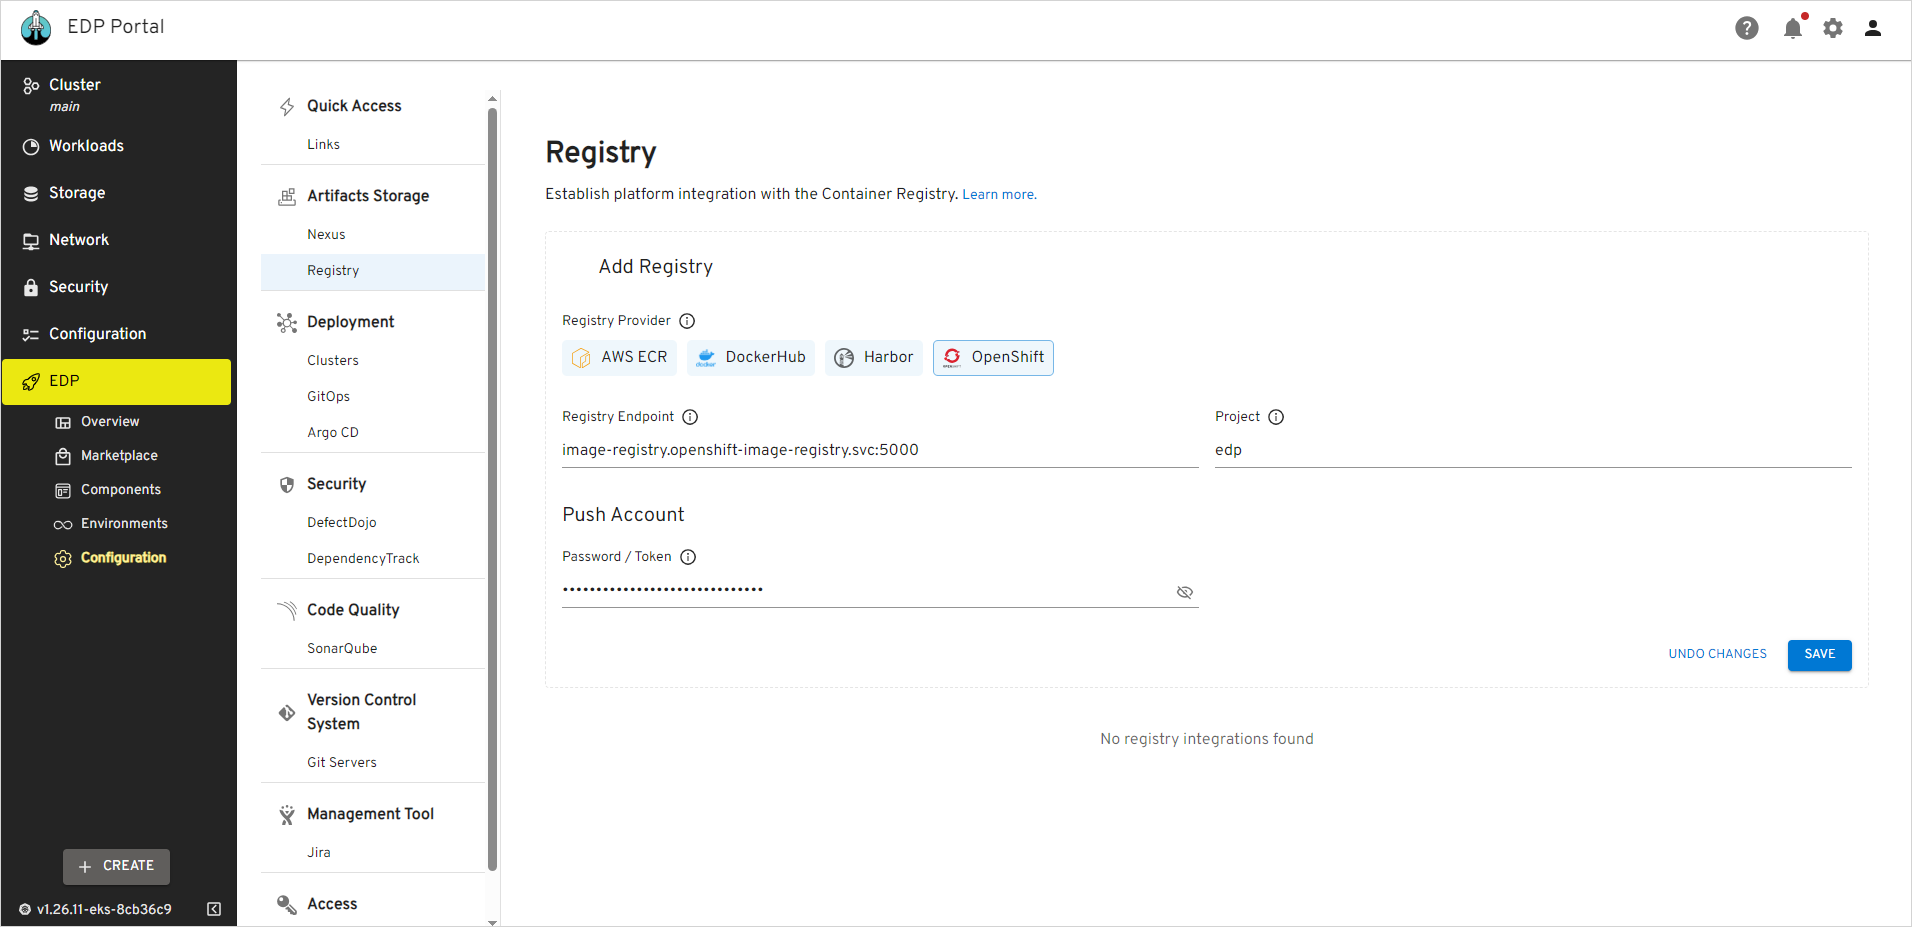 EDP Portal
Cluster
main
Workloads
Storage
Network
Security
Configuration
EDP
Overview
Marketplace
Components
Environments
Configuration
+ CREATE
v1.26.11-eks-8cb36c9
Quick Access
Links
Artifacts Storage
Nexus
Registry
Deployment
Clusters
GitOps
Argo CD
Security
DefectDojo
DependencyTrack
Code Quality
SonarQube
Version Control
System
Git Servers
Management Tool
Jira
Access
Registry
Establish platform integration with the Container Registry. Learn more.
Add Registry
Registry Provider
AWS ECR
DockerHub
Harbor
OpenShift
Registry Endpoint
image-registry.openshift-image-registry.svc:5000
Project
edp
Push Account
Password / Token
••••••••••••••••••••••••••••••
UNDO CHANGES
SAVE
No registry integrations found